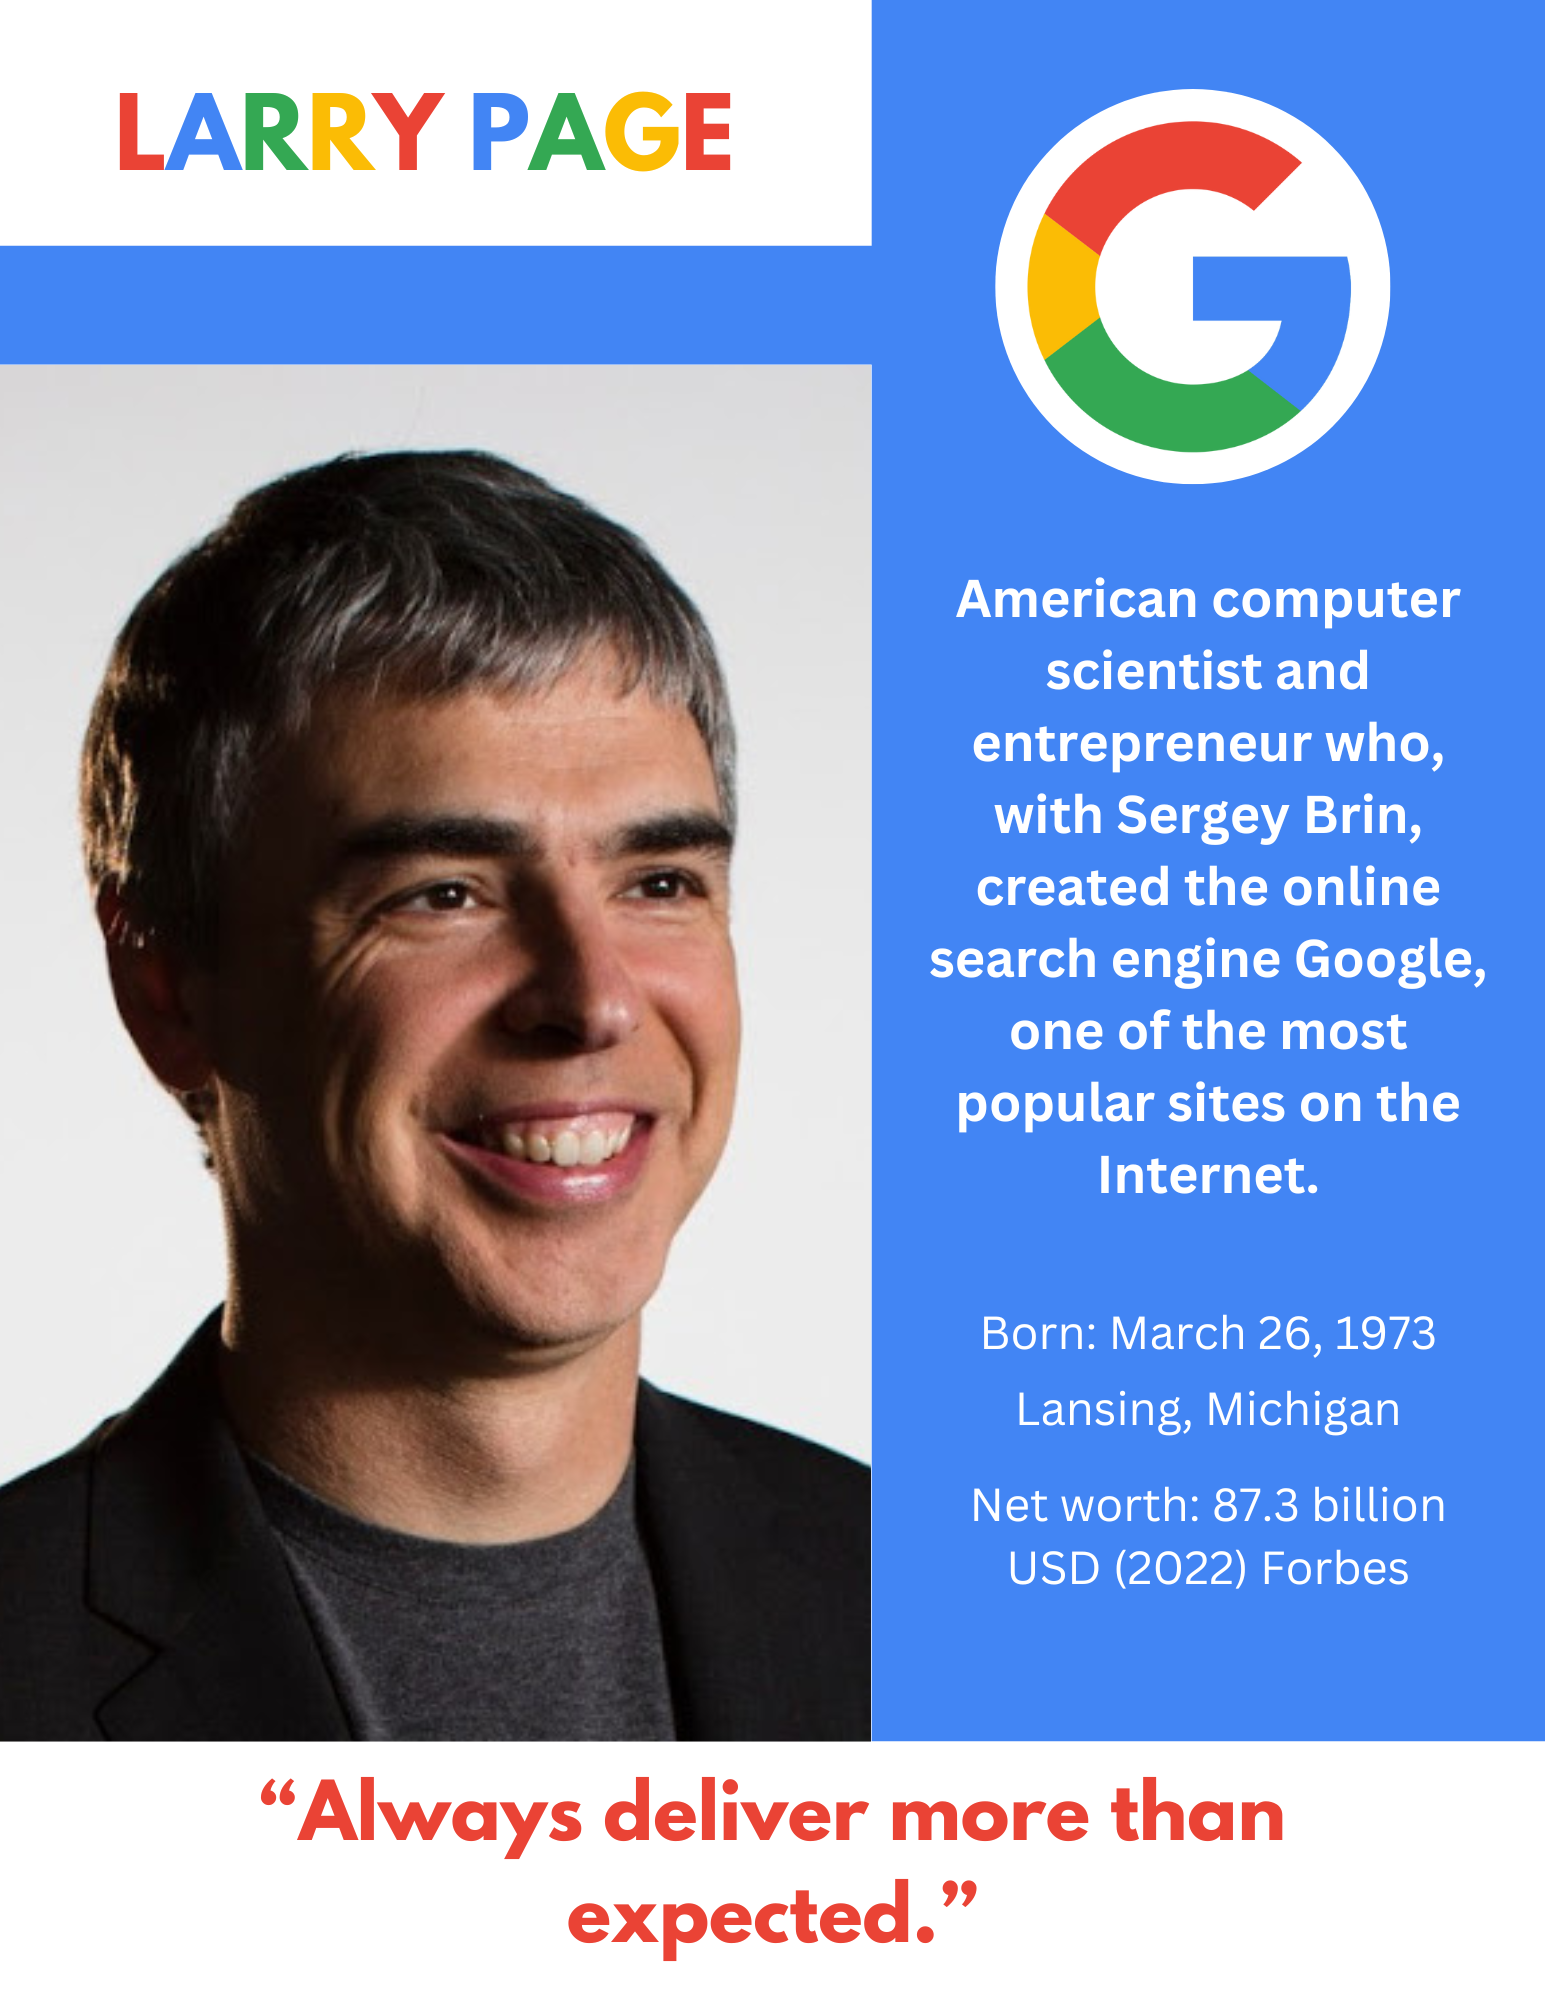 LARRY PAGE
American computer
scientist and
entrepreneur who,
with Sergey Brin,
created the online
search engine Google,
one of the most
popular sites on the
Internet.
Born: March 26, 1973
Lansing, Michigan
Net worth: 87.3 billion
USD (2022) Forbes
“Always deliver more than
expected.”